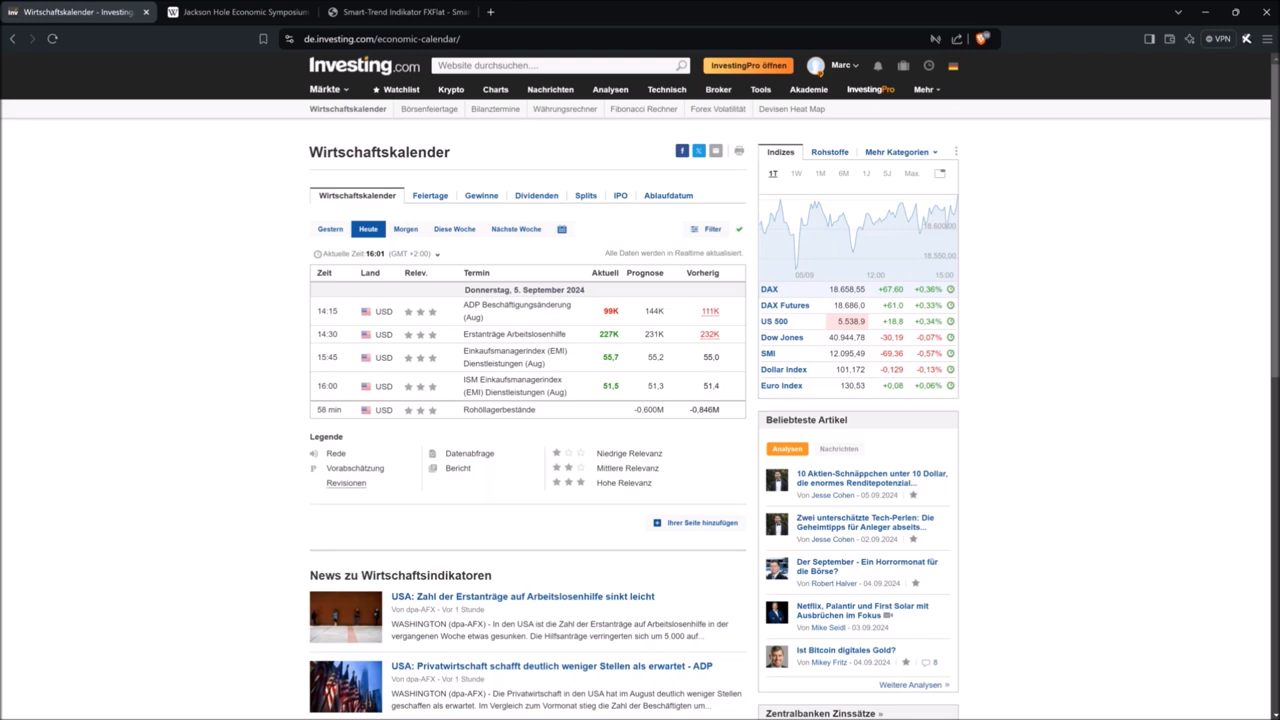 Wirtschaftskalender - Investing
Jackson Hole Economic Symposium
Smart-Trend Indikator FXFlat - Sma
de.investing.com/economic-calendar/
VPN
Investing.com
Website durchsuchen....
InvestingPro öffnen
Marc
Märkte
Watchlist
Krypto
Charts
Nachrichten
Analysen
Technisch
Broker
Tools
Akademie
InvestingPro
Mehr
Wirtschaftskalender
Börsenfeiertage
Bilanztermine
Währungsrechner
Fibonacci Rechner
Forex Volatilität
Devisen Heat Map
Wirtschaftskalender
Wirtschaftskalender
Feiertage
Gewinne
Dividenden
Splits
IPO
Ablaufdatum
Gestern
Heute
Morgen
Diese Woche
Nächste Woche
Filter
Aktuelle Zeit 16:01 (GMT +2:00)
Alle Daten werden in Realtime aktualisiert.
Zeit Land Relev. Termin Aktuell Prognose Vorherig
Donnerstag, 5. September 2024
14:15 USD ADP Beschäftigungsänderung 99K 144K 111K
(Aug)
14:30 USD Erstanträge Arbeitslosenhilfe 227K 231K 232K
15:45 USD Einkaufsmanagerindex (EMI) 55,7 55,2 55,0
Dienstleistungen (Aug)
16:00 USD ISM Einkaufsmanagerindex 51,5 51,3 51,4
(EMI) Dienstleistungen (Aug)
58 min USD Rohöllagerbestände -0,600M -0,846M
Legende
Rede
Datenabfrage
Niedrige Relevanz
P Vorabschätzung
Bericht
Mittlere Relevanz
Revisionen
Hohe Relevanz
Ihrer Seite hinzufügen
News zu Wirtschaftsindikatoren
USA: Zahl der Erstanträge auf Arbeitslosenhilfe sinkt leicht
Von dpa-AFX - Vor 1 Stunde
WASHINGTON (dpa-AFX) - In den USA ist die Zahl der Erstanträge auf Arbeitslosenhilfe in der
vergangenen Woche etwas gesunken. Die Hilfsanträge verringerten sich um 5.000 auf...
USA: Privatwirtschaft schafft deutlich weniger Stellen als erwartet - ADP
Von dpa-AFX - Vor 1 Stunde
WASHINGTON (dpa-AFX) - Die Privatwirtschaft in den USA hat im August deutlich weniger Stellen
geschaffen als erwartet. Im Vergleich zum Vormonat stieg die Zahl der Beschäftigten um...
Indizes
Rohstoffe
Mehr Kategorien
1T 1W 1M 6M 1J 5J Max.
18.600,00
18.550,00
05/09 12:00 15:00
DAX 18.658,55 +67,60 +0,36%
DAX Futures 18.686,0 +61,0 +0,33%
US 500 5.538,9 +18,8 +0,34%
Dow Jones 40.944,78 -30,19 -0,07%
SMI 12.095,49 -69,36 -0,57%
Dollar Index 101,172 -0,129 -0,13%
Euro Index 130,53 +0,08 +0,06%
Beliebteste Artikel
Analysen
Nachrichten
10 Aktien-Schnäppchen unter 10 Dollar,
die enormes Renditepotenzial...
Von Jesse Cohen - 05.09.2024
Zwei unterschätzte Tech-Perlen: Die
Geheimtipps für Anleger abseits...
Von Jesse Cohen - 02.09.2024
Der September - Ein Horrormonat für
die Börse?
Von Robert Halver - 04.09.2024
Netflix, Palantir und First Solar mit
Ausbrüchen im Fokus
Von Mike Seidl - 03.09.2024
Ist Bitcoin digitales Gold?
Von Mikey Fritz - 04.09.2024 8
Weitere Analysen »
Zentralbanken Zinssätze »